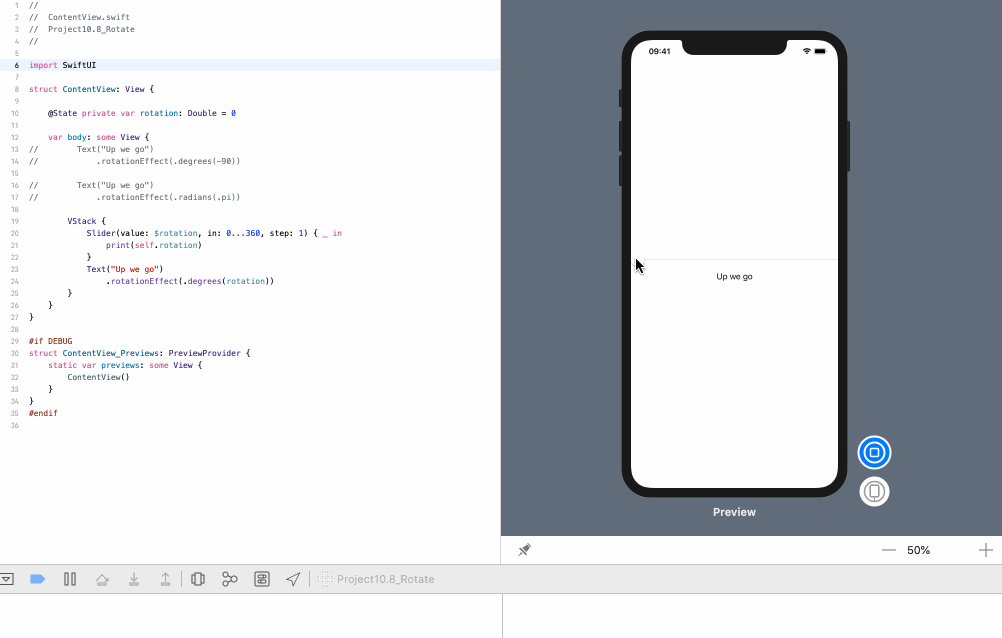 1 //
2 //  ContentView.swift
3 //  Project10.8_Rotate
4 //
5
6 import SwiftUI
7
8 struct ContentView: View {
9
10     @State private var rotation: Double = 0
11
12     var body: some View {
13 //        Text("Up we go")
14 //            .rotationEffect(.degrees(-90))
15
16 //        Text("Up we go")
17 //            .rotationEffect(.radians(.pi))
18
19         VStack {
20             Slider(value: $rotation, in: 0...360, step: 1) { _ in
21                 print(self.rotation)
22             }
23             Text("Up we go")
24                 .rotationEffect(.degrees(rotation))
25         }
26     }
27 }
28
29 #if DEBUG
30 struct ContentView_Previews: PreviewProvider {
31     static var previews: some View {
32         ContentView()
33     }
34 }
35 #endif
36
09:41
Up we go
Preview
50%
Project10.8_Rotate